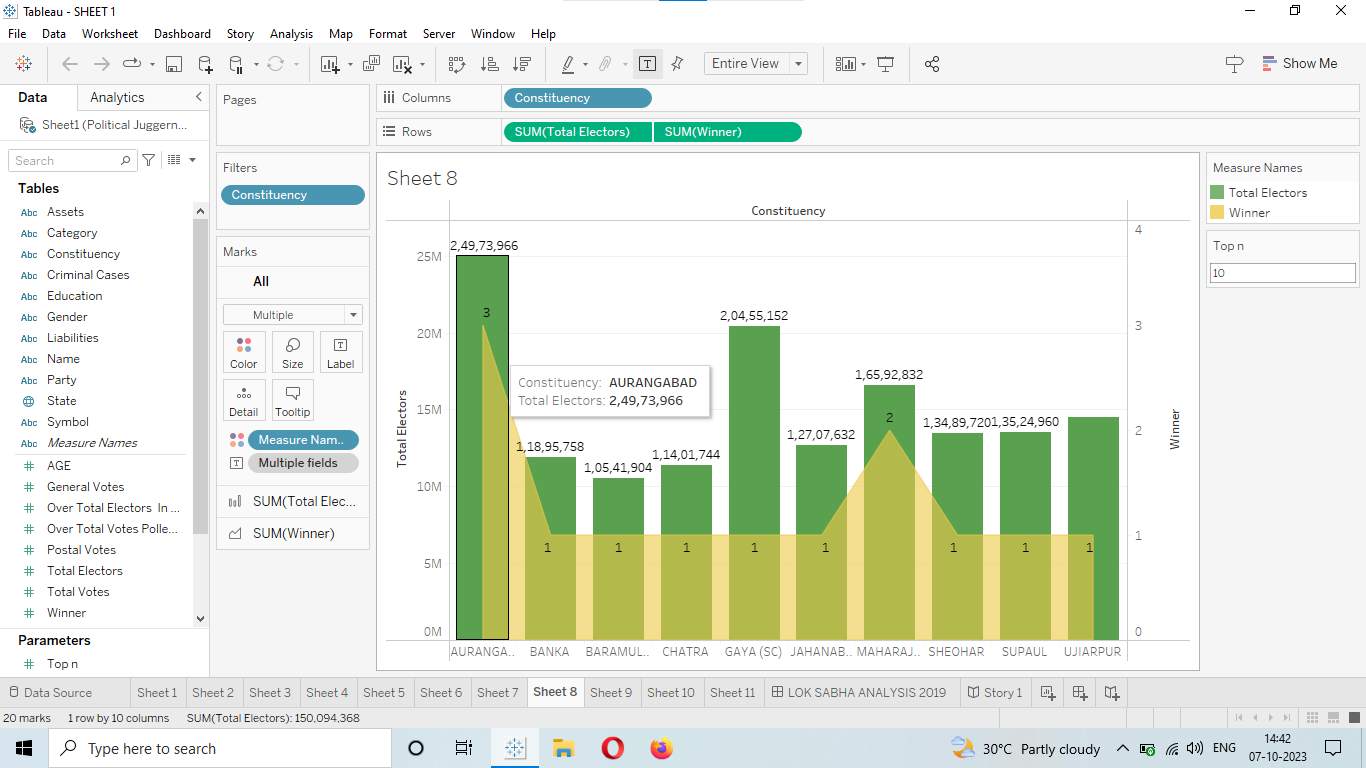 Tableau - SHEET 1
File Data Worksheet Dashboard Story Analysis Map Format Server Window Help
Entire View
Show Me
Data Analytics
Sheet1 (Political Juggern...
Search
Tables
Abc Assets
Abc Category
Abc Constituency
Abc Criminal Cases
Abc Education
Abc Gender
Abc Liabilities
Abc Name
Abc Party
State
Abc Symbol
Abc Measure Names
AGE
General Votes
Over Total Electors In ...
Over Total Votes Polle...
Postal Votes
Total Electors
Total Votes
Winner
Parameters
Top n
Pages
Filters
Constituency
Marks
All
Multiple
Color Size Label
Detail Tooltip
Measure Nam..
Multiple fields
SUM(Total Elec...
SUM(Winner)
Columns Constituency
Rows SUM(Total Electors) SUM(Winner)
Sheet 8
Constituency
Total Electors
25M
20M
15M
10M
5M
0M
2,49,73,966
1,18,95,758
1,05,41,904
1,14,01,744
2,04,55,152
1,27,07,632
1,65,92,832
1,34,89,720
1,35,24,960
3 1 1 1 1 1 2 1 1 1
Constituency: AURANGABAD
Total Electors: 2,49,73,966
AURANGA.. BANKA BARAMUL.. CHATRA GAYA (SC) JAHANAB.. MAHARAJ.. SHEOHAR SUPAUL UJIARPUR
4
3
2
1
0
Winner
Measure Names
Total Electors
Winner
Top n
10
Data Source Sheet 1 Sheet 2 Sheet 3 Sheet 4 Sheet 5 Sheet 6 Sheet 7 Sheet 8 Sheet 9 Sheet 10 Sheet 11 LOK SABHA ANALYSIS 2019 Story 1
20 marks 1 row by 10 columns SUM(Total Electors): 150,094,368
Type here to search
30°C Partly cloudy
ENG
14:42
07-10-2023